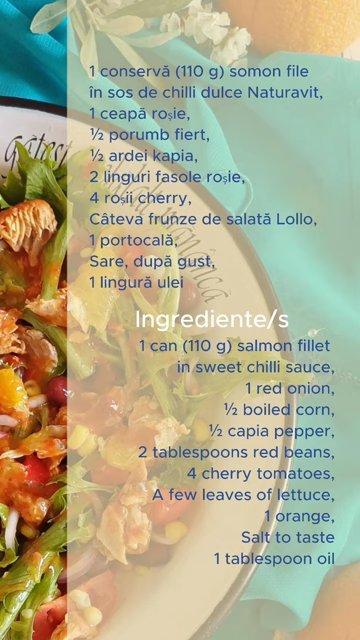 1 conservă (110 g) somon file
în sos de chilli dulce Naturavit,
1 ceapă roșie,
½ porumb fiert,
½ ardei kapia,
2 linguri fasole roșie,
4 roșii cherry,
Câteva frunze de salată Lollo,
1 portocală,
Sare, după gust,
1 lingură ulei
Ingrediente/s
1 can (110 g) salmon fillet
in sweet chilli sauce,
1 red onion,
½ boiled corn,
½ capia pepper,
2 tablespoons red beans,
4 cherry tomatoes,
A few leaves of lettuce,
1 orange,
Salt to taste
1 tablespoon oil